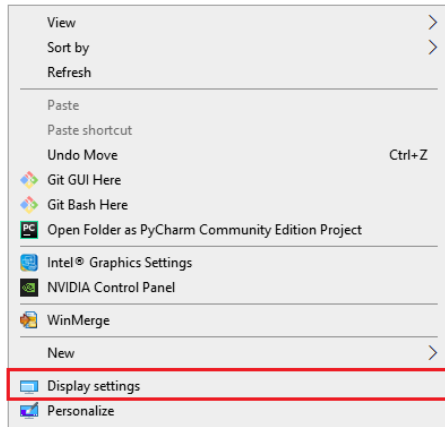 View
Sort by
Refresh
Paste
Paste shortcut
Undo Move Ctrl+Z
Git GUI Here
Git Bash Here
PC Open Folder as PyCharm Community Edition Project
Intel® Graphics Settings
NVIDIA Control Panel
WinMerge
New
Display settings
Personalize